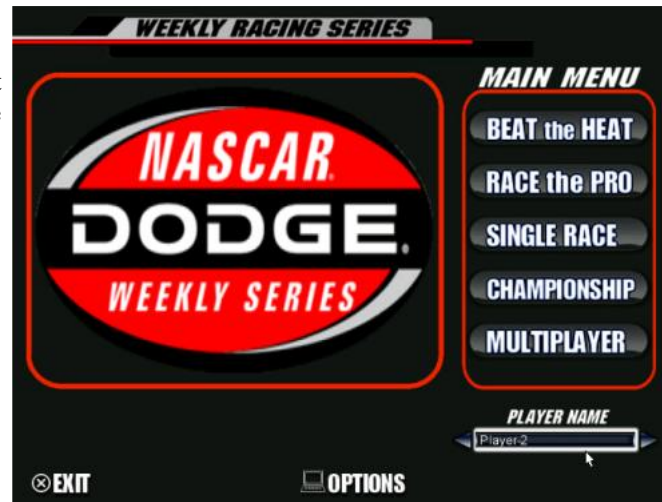 WEEKLY RACING SERIES
MAIN MENU
NASCAR.
DODGE.
WEEKLY SERIES
BEAT the HEAT
RACE the PRO
SINGLE RACE
CHAMPIONSHIP
MULTIPLAYER
PLAYER NAME
Player-2
EXIT
OPTIONS